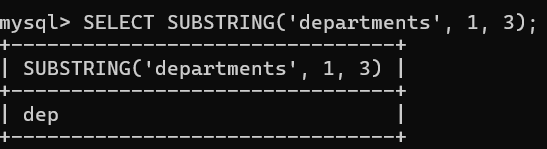 mysql> SELECT SUBSTRING('departments', 1, 3);
+--------------------------------+
| SUBSTRING('departments', 1, 3) |
+--------------------------------+
| dep                            |
+--------------------------------+